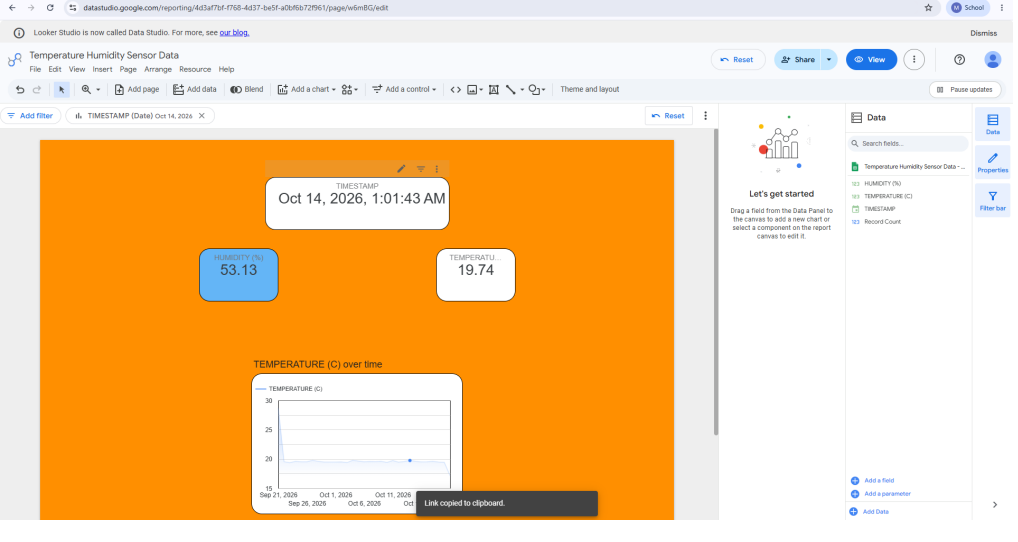 datastudio.google.com/reporting/4d3af7bf-f768-4d37-be5f-a0bf6b72f961/page/w6mBG/edit
M School
Looker Studio is now called Data Studio. For more, see our blog.
Dismiss
Temperature Humidity Sensor Data
Reset
Share
View
File Edit View Insert Page Arrange Resource Help
Add page
Add data
Blend
Add a chart
Add a control
Theme and layout
Pause updates
Add filter
TIMESTAMP (Date) Oct 14, 2026
Reset
TIMESTAMP
Oct 14, 2026, 1:01:43 AM
HUMIDITY (%)
53.13
TEMPERATU...
19.74
TEMPERATURE (C) over time
TEMPERATURE (C)
30
25
20
15
Sep 21, 2026 Oct 1, 2026 Oct 11, 2026
Sep 26, 2026 Oct 6, 2026 Oct
Link copied to clipboard.
Let's get started
Drag a field from the Data Panel to
the canvas to add a new chart or
select a component on the report
canvas to edit it.
Data
Search fields...
Temperature Humidity Sensor Data - ...
123 HUMIDITY (%)
123 TEMPERATURE (C)
TIMESTAMP
123 Record Count
Add a field
Add a parameter
Add Data
Data
Properties
Filter bar